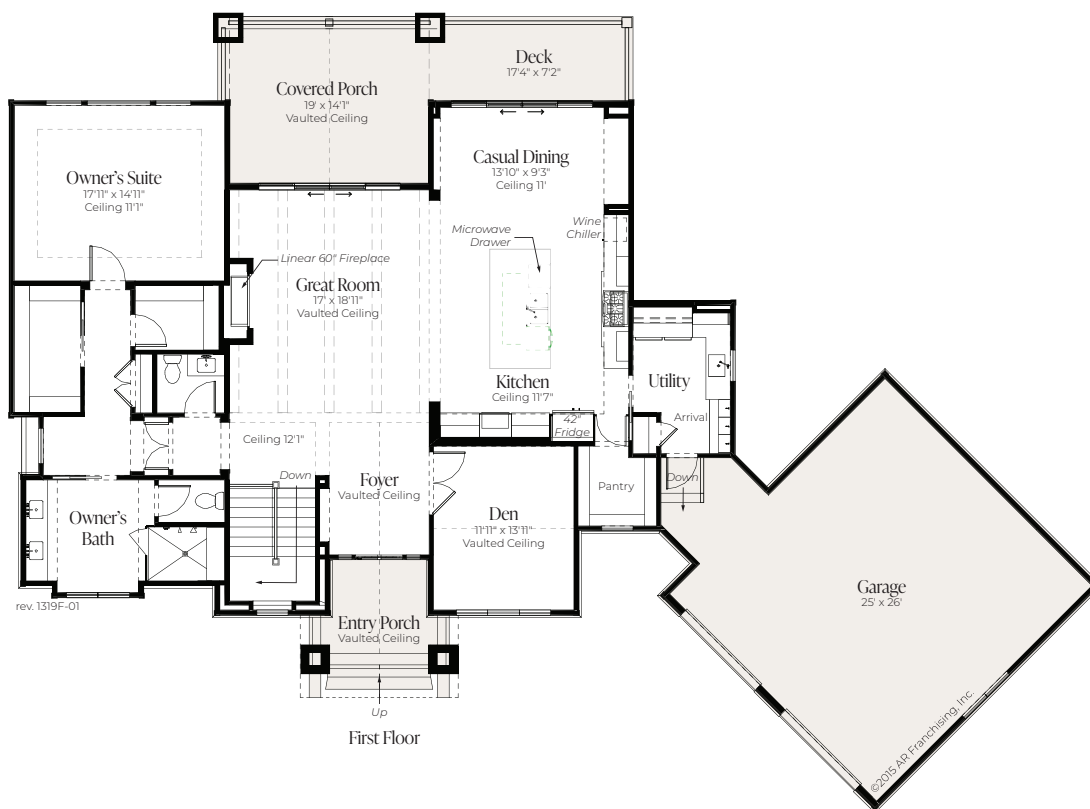 Deck
17'4" x 7'2"
Covered Porch
19' x 14'1"
Vaulted Ceiling
Casual Dining
13'10" x 9'3"
Ceiling 11'
Owner's Suite
17'11" x 14'11"
Ceiling 11'1"
Wine
Chiller
Microwave
Drawer
Linear 60" Fireplace
Great Room
17' x 18'11"
Vaulted Ceiling
Kitchen
Ceiling 11'7"
Utility
Arrival
42"
Fridge
Ceiling 12'1"
Down
Foyer
Vaulted Ceiling
Pantry
Down
Owner's
Bath
Den
11'11" x 13'11"
Vaulted Ceiling
Garage
25' x 26'
rev. 1319F-01
Entry Porch
Vaulted Ceiling
Up
First Floor
©2015 AR Franchising, Inc.